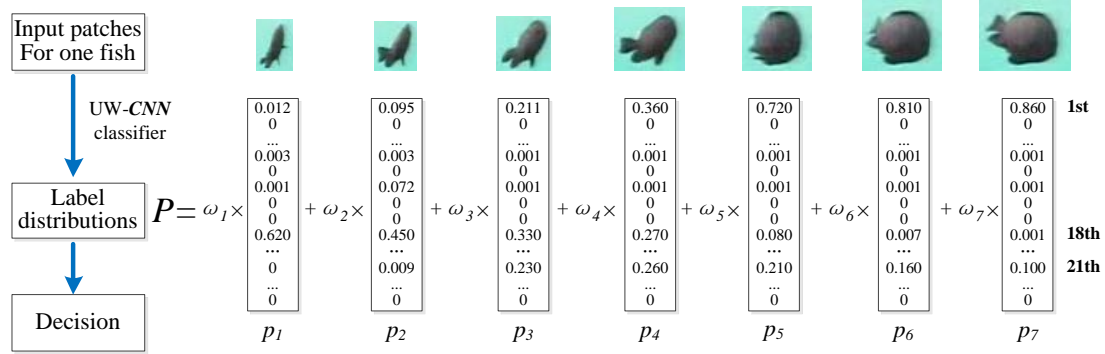 Input patches
For one fish
UW-CNN
classifier
Label
distributions
Decision
P= ω1× + ω2× + ω3× + ω4× + ω5× + ω6× + ω7×
0.012 0.095 0.211 0.360 0.720 0.810 0.860 1st
0 0 0 0 0 0 0
... ... ... ... ... ... ...
0.003 0.003 0.001 0.001 0.001 0.001 0.001
0 0 0 0 0 0 0
0.001 0.072 0.001 0.001 0.001 0.001 0.001
0 0 0 0 0 0 0
0 0 0 0 0 0 0
0.620 0.450 0.330 0.270 0.080 0.007 0.001 18th
... ... ... ... ... ... ...
0 0.009 0.230 0.260 0.210 0.160 0.100 21th
... ... ... ... ... ... ...
0 0 0 0 0 0 0
p1 p2 p3 p4 p5 p6 p7